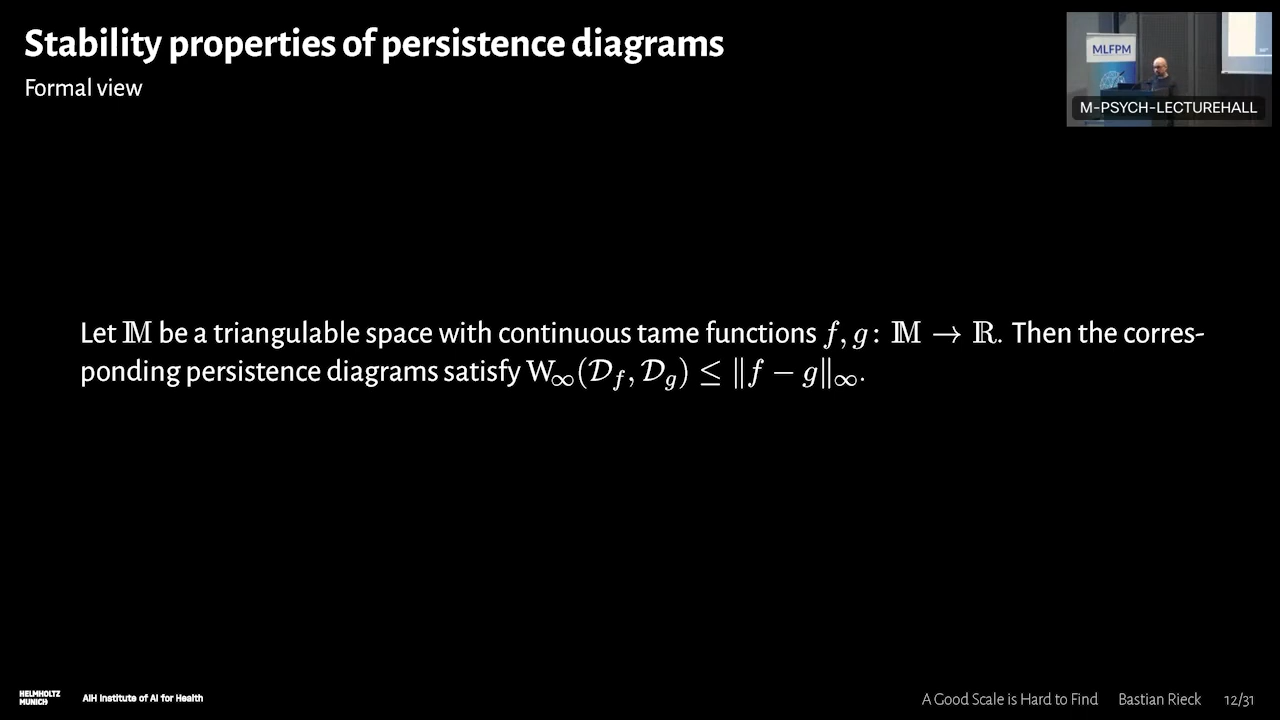 Stability properties of persistence diagrams
Formal view
MLFPM
M-PSYCH-LECTUREHALL
Let 𝕄 be a triangulable space with continuous tame functions f, g: 𝕄 → ℝ. Then the corres-
ponding persistence diagrams satisfy W∞(𝒟f, 𝒟g) ≤ ‖f − g‖∞.
HELMHOLTZ
MUNICH
AIH Institute of AI for Health
A Good Scale is Hard to Find Bastian Rieck 12/31